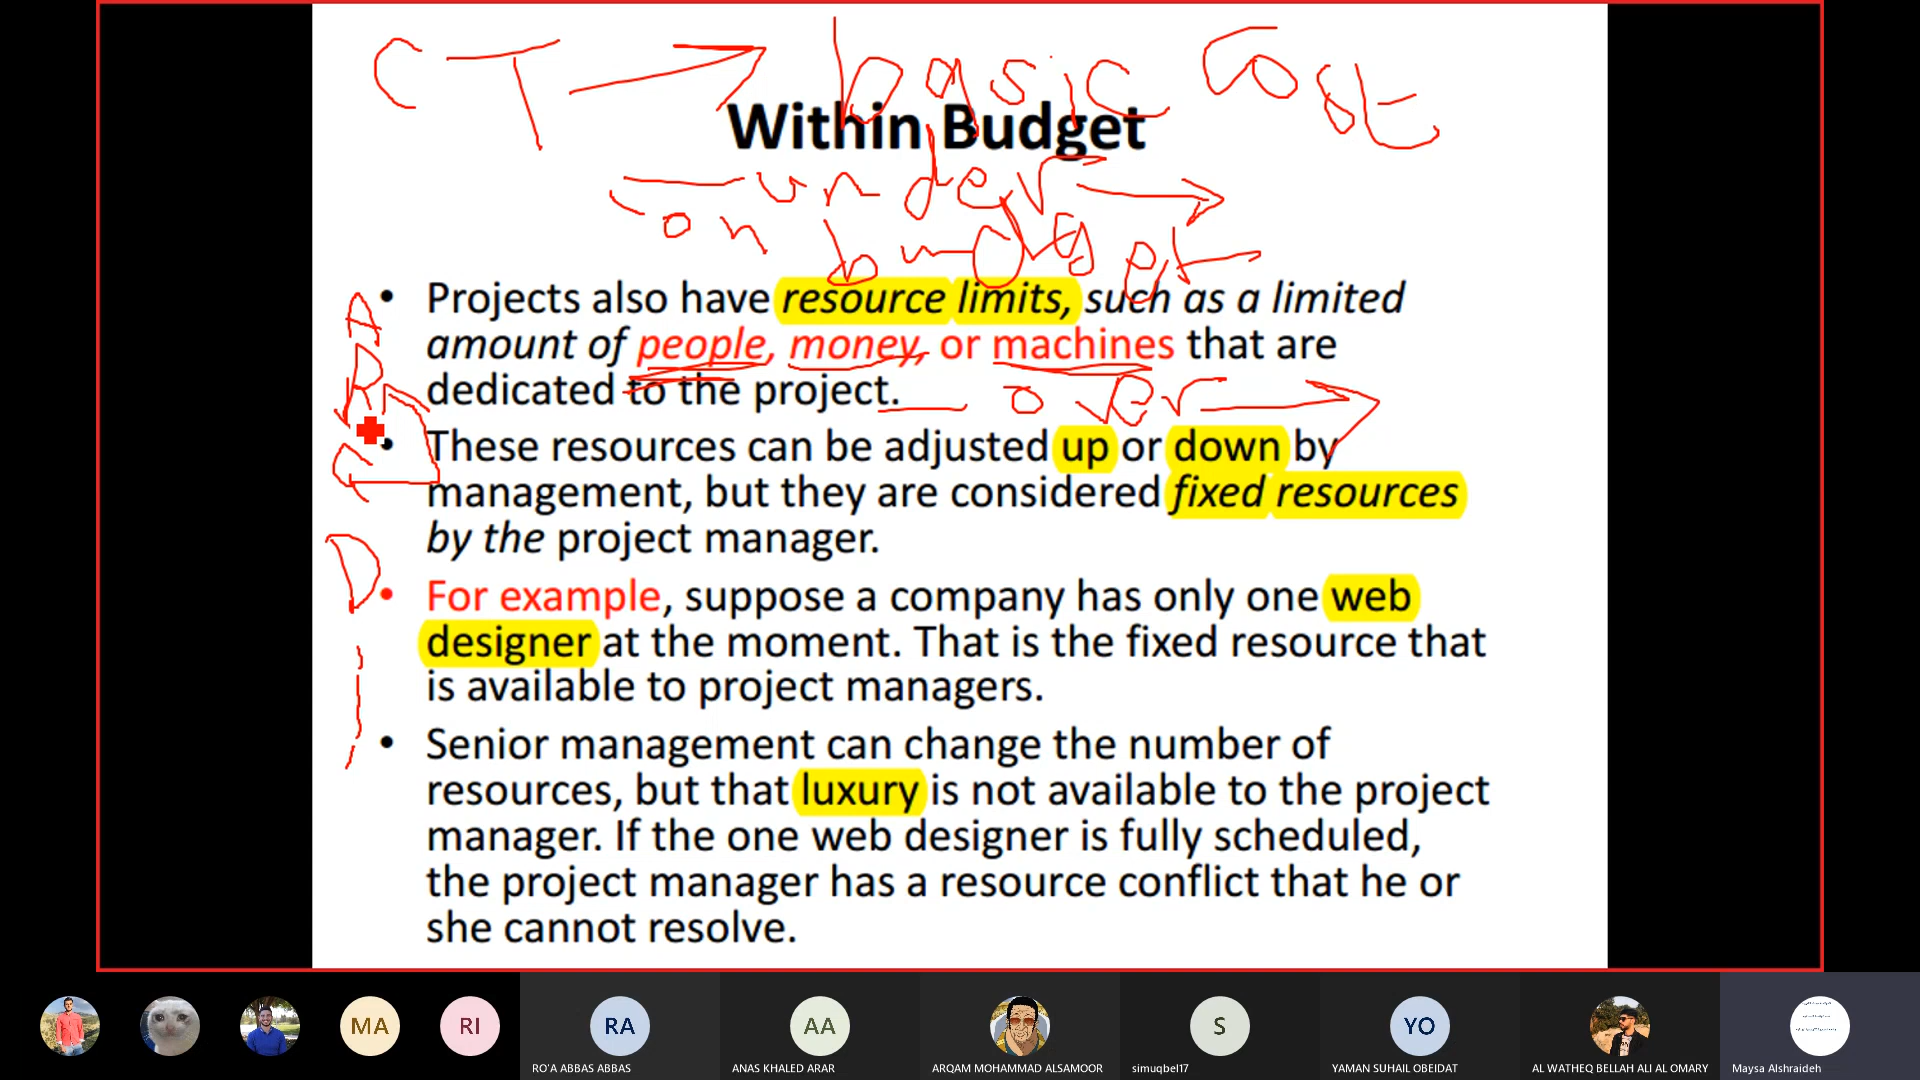 CT → basic Cost
Within Budget
under →
on budget
• Projects also have resource limits, such as a limited
amount of people, money, or machines that are
dedicated to the project.
over →
• These resources can be adjusted up or down by
management, but they are considered fixed resources
by the project manager.
• For example, suppose a company has only one web
designer at the moment. That is the fixed resource that
is available to project managers.
• Senior management can change the number of
resources, but that luxury is not available to the project
manager. If the one web designer is fully scheduled,
the project manager has a resource conflict that he or
she cannot resolve.
A
R
C
D
MA
RI
RA
AA
S
YO
RO'A ABBAS ABBAS
ANAS KHALED ARAR
ARQAM MOHAMMAD ALSAMOOR
simuqbel17
YAMAN SUHAIL OBEIDAT
AL WATHEQ BELLAH ALI AL OMARY
Maysa Alshraideh